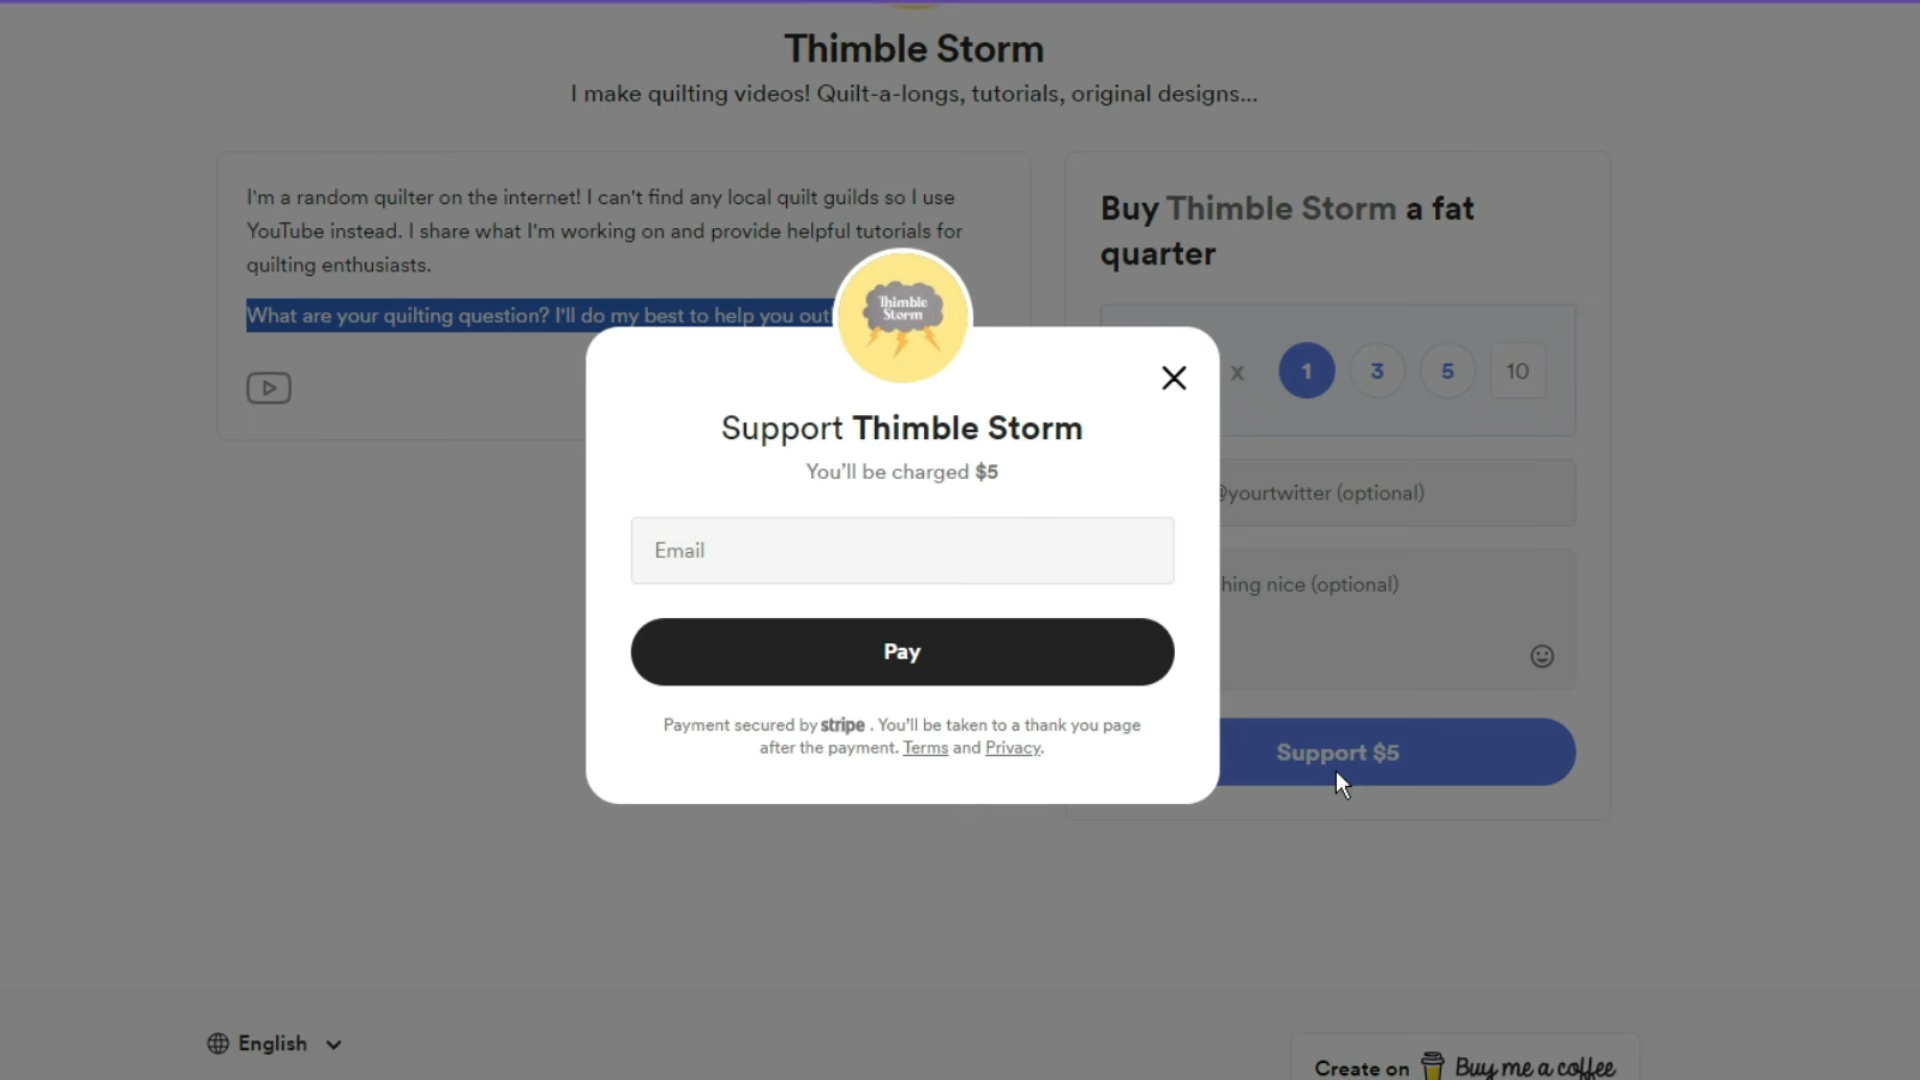 Thimble Storm
I make quilting videos! Quilt-a-longs, tutorials, original designs...
I'm a random quilter on the internet! I can't find any local quilt guilds so I use
YouTube instead. I share what I'm working on and provide helpful tutorials for
quilting enthusiasts.
What are your quilting question? I'll do my best to help you out!
Buy Thimble Storm a fat
quarter
x 1 3 5 10
@yourtwitter (optional)
hing nice (optional)
Support $5
Thimble
Storm
Support Thimble Storm
You'll be charged $5
Email
Pay
Payment secured by stripe . You'll be taken to a thank you page
after the payment. Terms and Privacy.
English
Create on Buy me a coffee